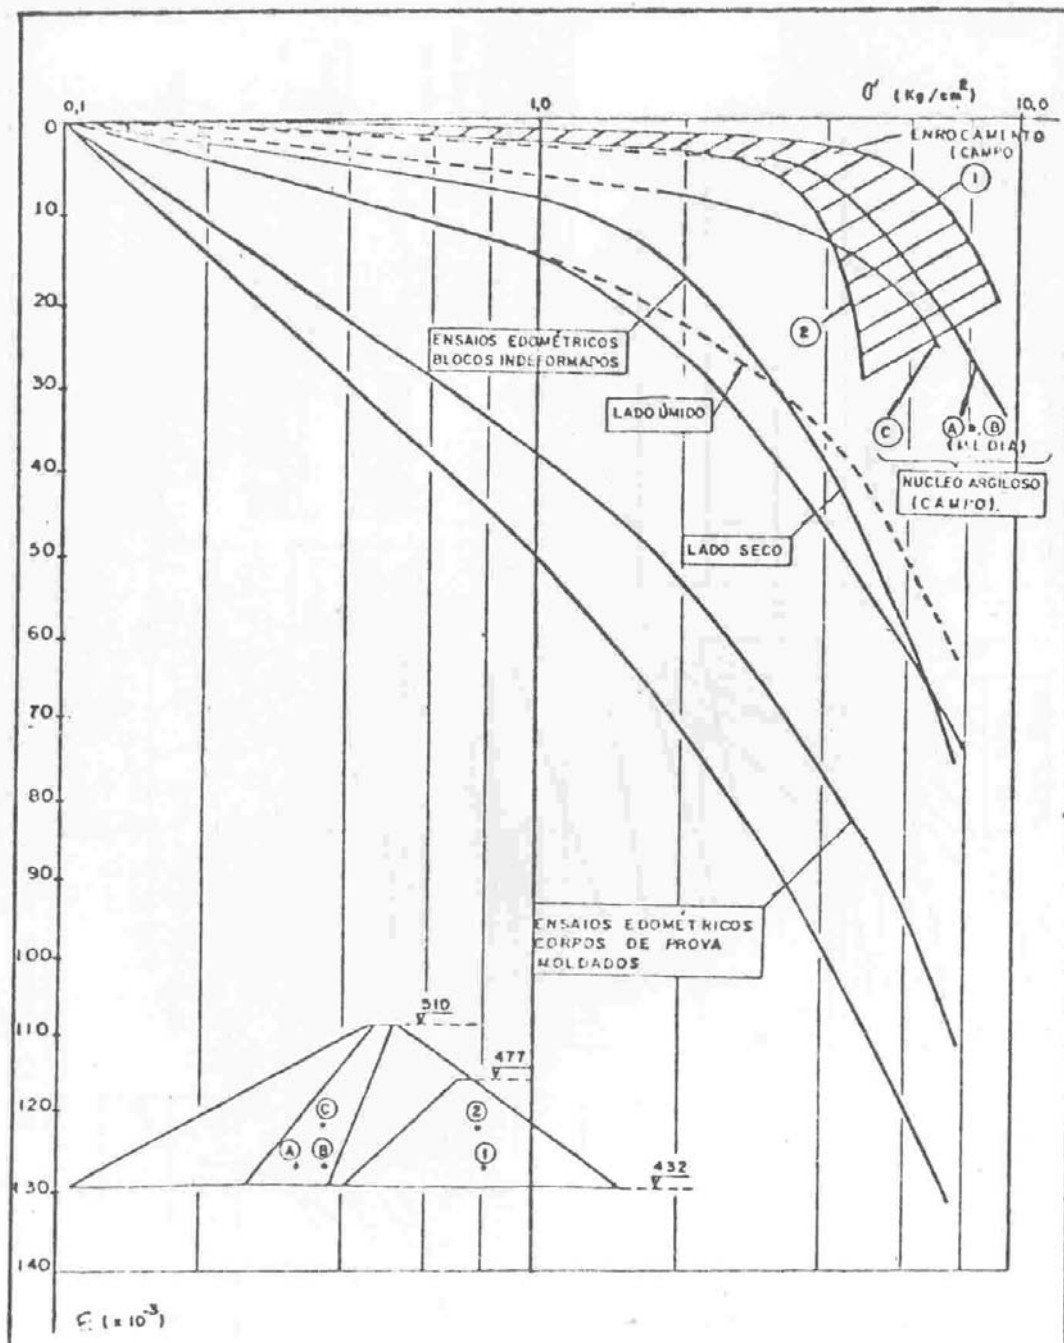 0,1
1,0
σ (Kg/cm²)
10,0
ENROCAMENTO
(CAMPO
1
2
ENSAIOS EDOMÉTRICOS
BLOCOS INDEFORMADOS
LADO ÚMIDO
LADO SECO
C
A
B
(MÉDIA)
NUCLEO ARGILOSO
(CAMPO).
ENSAIOS EDOMÉTRICOS
CORPOS DE PROVA
MOLDADOS
0
10
20
30
40
50
60
70
80
90
100
110
120
130
140
510
477
432
C
A
B
2
1
ε (x10⁻³)